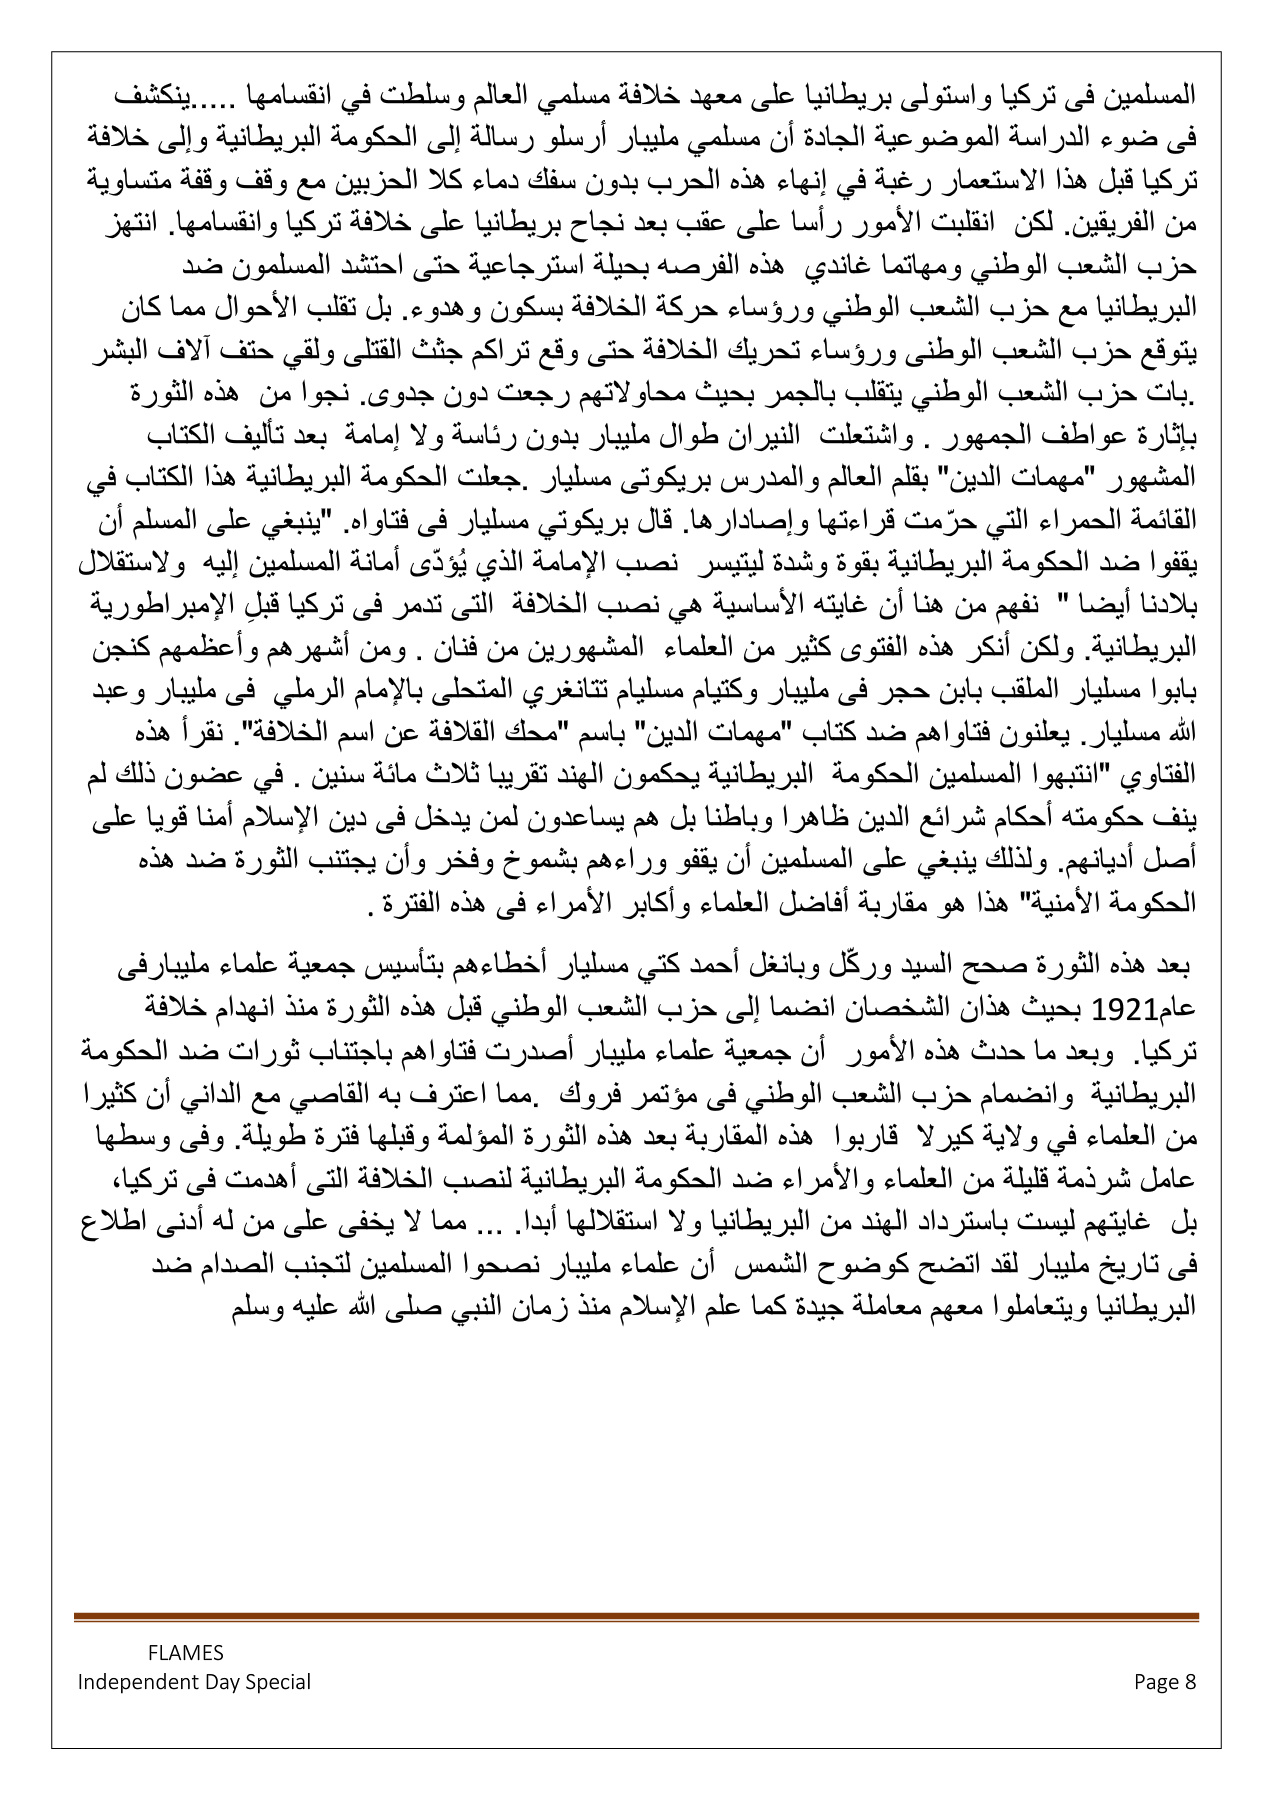 المسلمين فى تركيا واستولى بريطانيا على معهد خلافة مسلمي العالم وسلطت في انقسامها .....ينكشف
فى ضوء الدراسة الموضوعية الجادة أن مسلمي مليبار أرسلو رسالة إلى الحكومة البريطانية وإلى خلافة
تركيا قبل هذا الاستعمار رغبة في إنهاء هذه الحرب بدون سفك دماء كلا الحزبين مع وقف وقفة متساوية
من الفريقين. لكن  انقلبت الأمور رأسا على عقب بعد نجاح بريطانيا على خلافة تركيا وانقسامها. انتهز
حزب الشعب الوطني ومهاتما غاندي  هذه الفرصه بحيلة استرجاعية حتى احتشد المسلمون ضد
البريطانيا مع حزب الشعب الوطني ورؤساء حركة الخلافة بسكون وهدوء. بل تقلب الأحوال مما كان
يتوقع حزب الشعب الوطنى ورؤساء تحريك الخلافة حتى وقع تراكم جثث القتلى ولقي حتف آلاف البشر
.بات حزب الشعب الوطني يتقلب بالجمر بحيث محاولاتهم رجعت دون جدوى. نجوا من  هذه الثورة
بإثارة عواطف الجمهور . واشتعلت  النيران طوال مليبار بدون رئاسة ولا إمامة  بعد تأليف الكتاب
المشهور "مهمات الدين" بقلم العالم والمدرس بريكوتى مسليار .جعلت الحكومة البريطانية هذا الكتاب في
القائمة الحمراء التي حرّمت قراءتها وإصادارها. قال بريكوتي مسليار فى فتاواه. "ينبغي على المسلم أن
يقفوا ضد الحكومة البريطانية بقوة وشدة ليتيسر  نصب الإمامة الذي يُؤدّى أمانة المسلمين إليه  ولاستقلال
بلادنا أيضا "  نفهم من هنا أن غايته الأساسية هي نصب الخلافة  التى تدمر فى تركيا قبلِ الإمبراطورية
البريطانية. ولكن أنكر هذه الفتوى كثير من العلماء  المشهورين من فنان . ومن أشهرهم وأعظمهم كنجن
بابوا مسليار الملقب بابن حجر فى مليبار وكتيام مسليام تتانغري المتحلى بالإمام الرملي  فى مليبار وعبد
الله مسليار. يعلنون فتاواهم ضد كتاب "مهمات الدين" باسم "محك القلافة عن اسم الخلافة". نقرأ هذه
الفتاوي "انتبهوا المسلمين الحكومة  البريطانية يحكمون الهند تقريبا ثلاث مائة سنين . في عضون ذلك لم
ينف حكومته أحكام شرائع الدين ظاهرا وباطنا بل هم يساعدون لمن يدخل فى دين الإسلام أمنا قويا على
أصل أديانهم. ولذلك ينبغي على المسلمين أن يقفو وراءهم بشموخ وفخر وأن يجتنب الثورة ضد هذه
الحكومة الأمنية" هذا هو مقاربة أفاضل العلماء وأكابر الأمراء فى هذه الفترة .
بعد هذه الثورة صحح السيد وركّل وبانغل أحمد كتي مسليار أخطاءهم بتأسيس جمعية علماء مليبارفى
عام1921 بحيث هذان الشخصان انضما إلى حزب الشعب الوطني قبل هذه الثورة منذ انهدام خلافة
تركيا.  وبعد ما حدث هذه الأمور  أن جمعية علماء مليبار أصدرت فتاواهم باجتناب ثورات ضد الحكومة
البريطانية  وانضمام حزب الشعب الوطني فى مؤتمر فروك  .مما اعترف به القاصي مع الداني أن كثيرا
من العلماء في ولاية كيرلا  قاربوا  هذه المقاربة بعد هذه الثورة المؤلمة وقبلها فترة طويلة. وفى وسطها
عامل شرذمة قليلة من العلماء والأمراء ضد الحكومة البريطانية لنصب الخلافة التى أهدمت فى تركيا،
بل  غايتهم ليست باسترداد الهند من البريطانيا ولا استقلالها أبدا. ... مما لا يخفى على من له أدنى اطلاع
فى تاريخ مليبار لقد اتضح كوضوح الشمس  أن علماء مليبار نصحوا المسلمين لتجنب الصدام ضد
البريطانيا ويتعاملوا معهم معاملة جيدة كما علم الإسلام منذ زمان النبي صلى الله عليه وسلم
FLAMES
Independent Day Special
Page 8